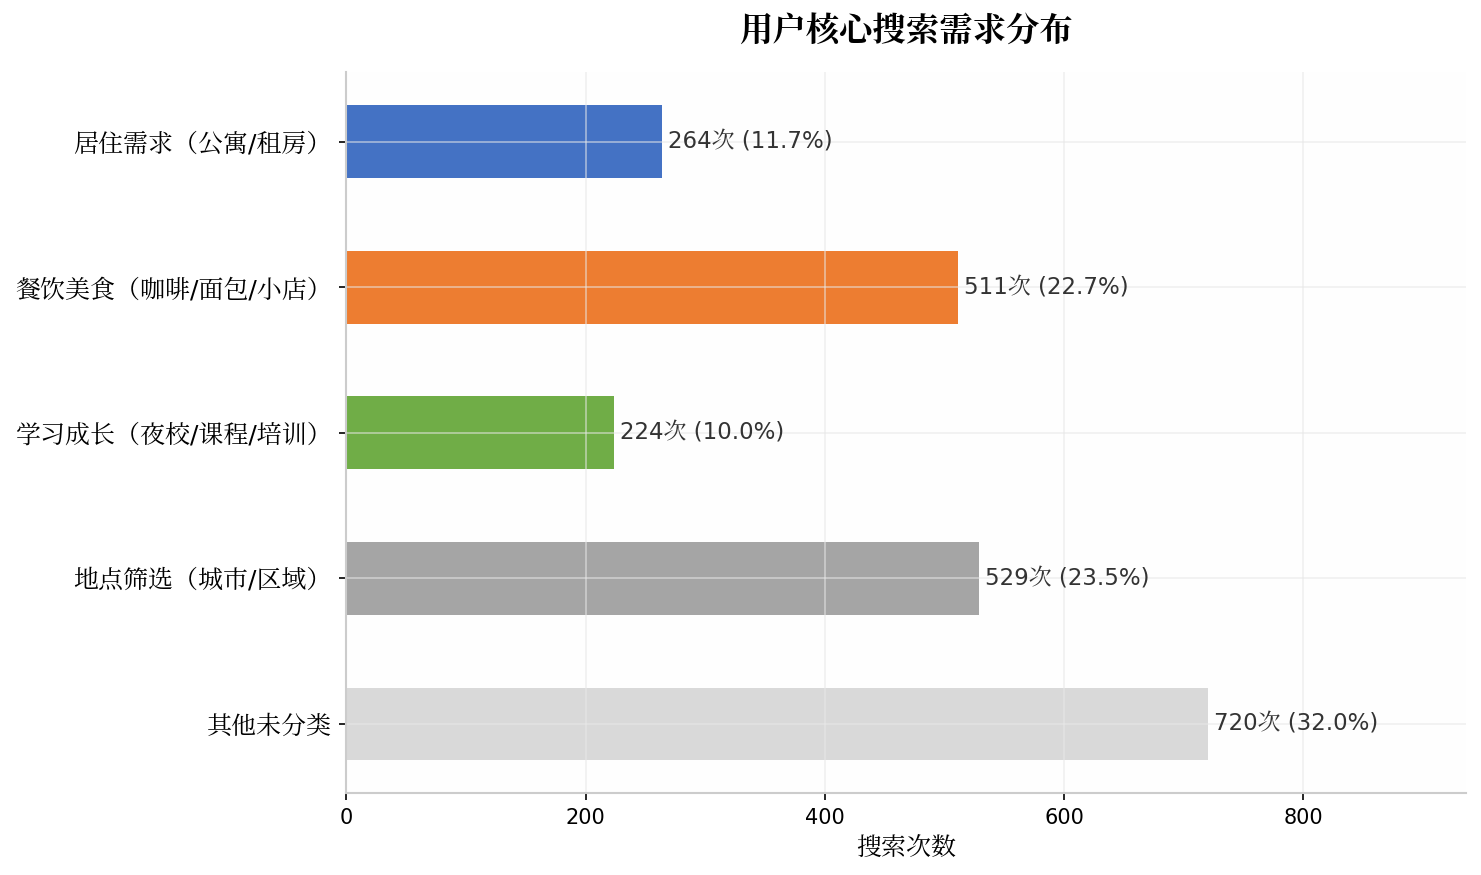 用户核心搜索需求分布
居住需求（公寓/租房）
264次 (11.7%)
餐饮美食（咖啡/面包/小店）
511次 (22.7%)
学习成长（夜校/课程/培训）
224次 (10.0%)
地点筛选（城市/区域）
529次 (23.5%)
其他未分类
720次 (32.0%)
0 200 400 600 800
搜索次数